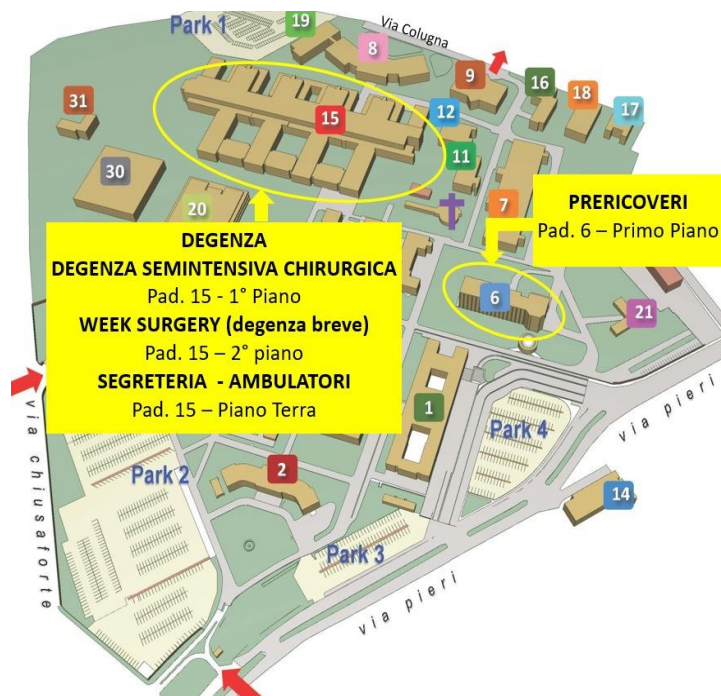 19
Park 1
Via Colugna
8
9
16
18
17
31
15
12
11
30
20
7
PRERICOVERI
Pad. 6 – Primo Piano
DEGENZA
DEGENZA SEMINTENSIVA CHIRURGICA
Pad. 15 - 1° Piano
WEEK SURGERY (degenza breve)
Pad. 15 – 2° piano
SEGRETERIA - AMBULATORI
Pad. 15 – Piano Terra
6
21
1
via chiusaforte
via pieri
Park 4
Park 2
2
14
Park 3
via pieri